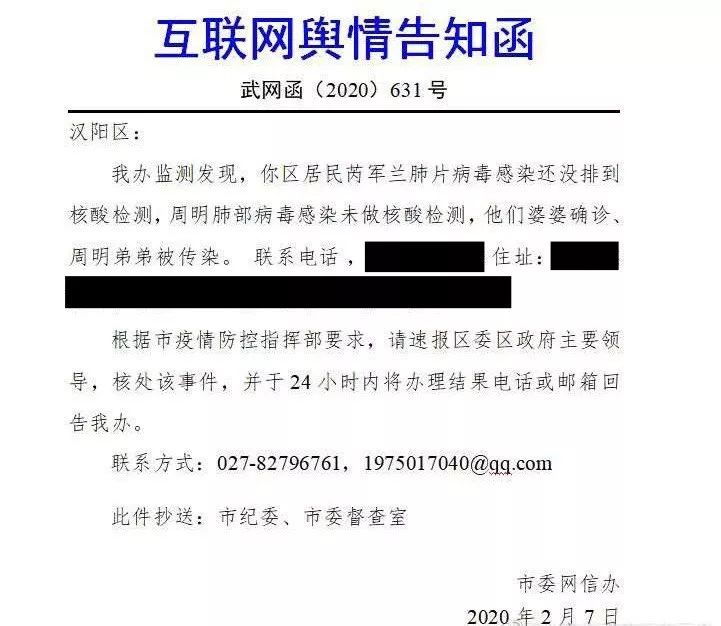 互联网舆情告知函
武网函（2020）631号
汉阳区：
我办监测发现，你区居民芮军兰肺片病毒感染还没排到
核酸检测，周明肺部病毒感染未做核酸检测，他们婆婆确诊、
周明弟弟被传染。 联系电话， 住址：
根据市疫情防控指挥部要求，请速报区委区政府主要领
导，核处该事件，并于24小时内将办理结果电话或邮箱回
告我办。
联系方式：027-82796761，1975017040@qq.com
此件抄送：市纪委、市委督查室
市委网信办
2020 年 2 月 7 日